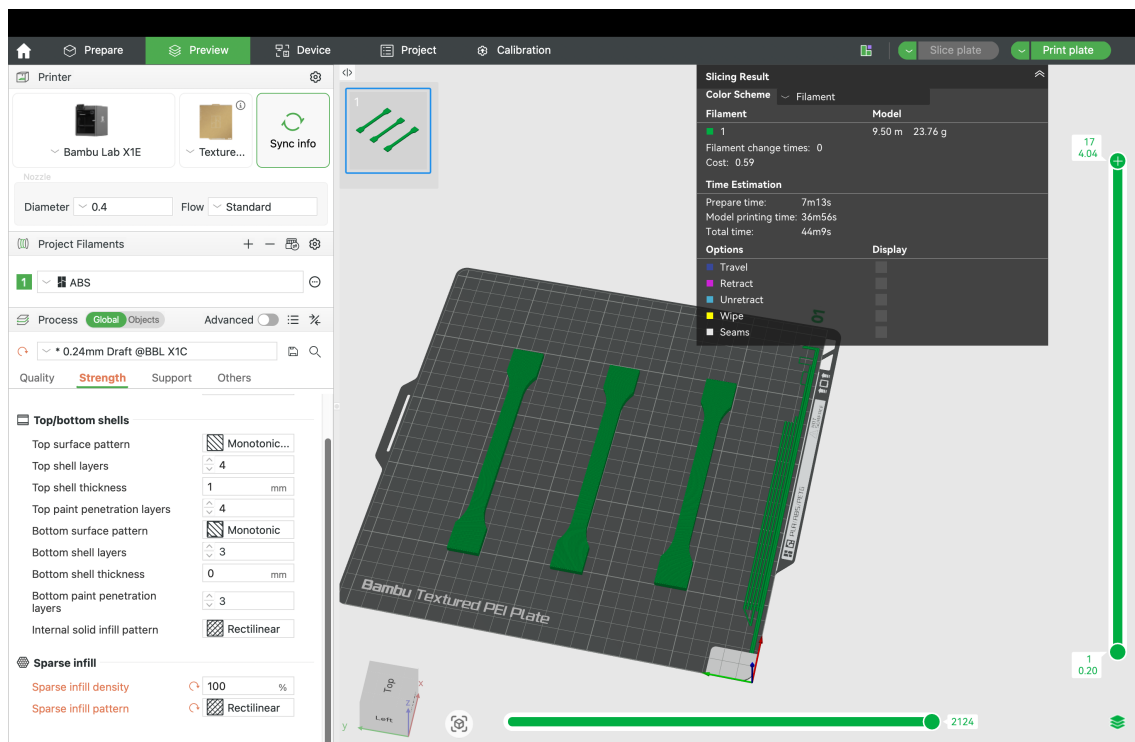 Prepare
Preview
Device
Project
Calibration
Slice plate
Print plate
Printer
Bambu Lab X1E
Texture...
Sync info
Nozzle
Diameter 0.4 Flow Standard
Project Filaments
1 ABS
Process Global Objects Advanced
* 0.24mm Draft @BBL X1C
Quality Strength Support Others
Top/bottom shells
Top surface pattern Monotonic...
Top shell layers 4
Top shell thickness 1 mm
Top paint penetration layers 4
Bottom surface pattern Monotonic
Bottom shell layers 3
Bottom shell thickness 0 mm
Bottom paint penetration
layers 3
Internal solid infill pattern Rectilinear
Sparse infill
Sparse infill density 100 %
Sparse infill pattern Rectilinear
1
Slicing Result
Color Scheme Filament
Filament Model
1 9.50 m 23.76 g
Filament change times: 0
Cost: 0.59
Time Estimation
Prepare time: 7m13s
Model printing time: 36m56s
Total time: 44m9s
Options Display
Travel
Retract
Unretract
Wipe
Seams
17
4.04
01
PLA/ABS/PETG
Bambu Textured PEI Plate
1
0.20
Top
Left
x
z
y
2124